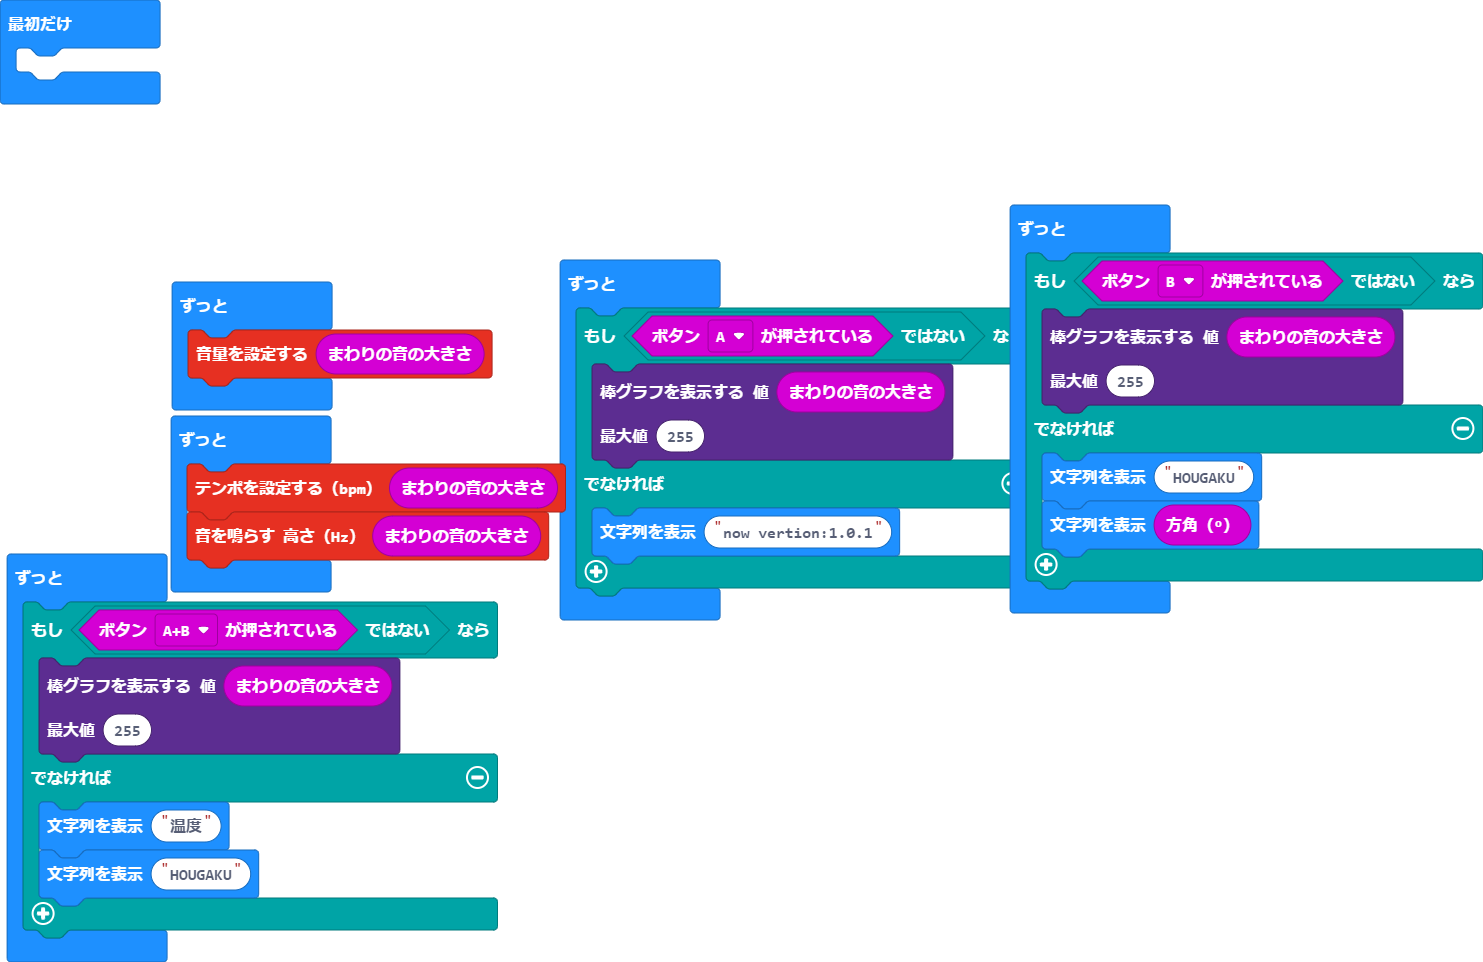 最初だけ
ずっと
音量を設定する まわりの音の大きさ
ずっと
テンポを設定する（bpm） まわりの音の大きさ
音を鳴らす 高さ（Hz） まわりの音の大きさ
ずっと
もし ボタン A+B が押されている ではない なら
棒グラフを表示する 値 まわりの音の大きさ
最大値 255
でなければ
文字列を表示 "温度"
文字列を表示 "HOUGAKU"
ずっと
もし ボタン A が押されている ではない な
棒グラフを表示する 値 まわりの音の大きさ
最大値 255
でなければ
文字列を表示 "now vertion:1.0.1"
ずっと
もし ボタン B が押されている ではない なら
棒グラフを表示する 値 まわりの音の大きさ
最大値 255
でなければ
文字列を表示 "HOUGAKU"
文字列を表示 方角（°）